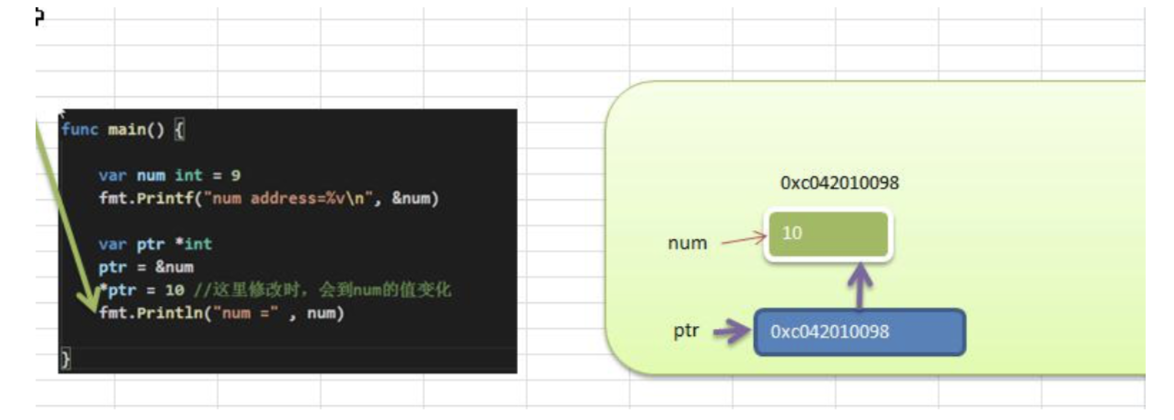 func main() {
var num int = 9
fmt.Printf("num address=%v\n", &num)
var ptr *int
ptr = &num
*ptr = 10 //这里修改时，会到num的值变化
fmt.Println("num =" , num)
}
0xc042010098
num
10
ptr
0xc042010098